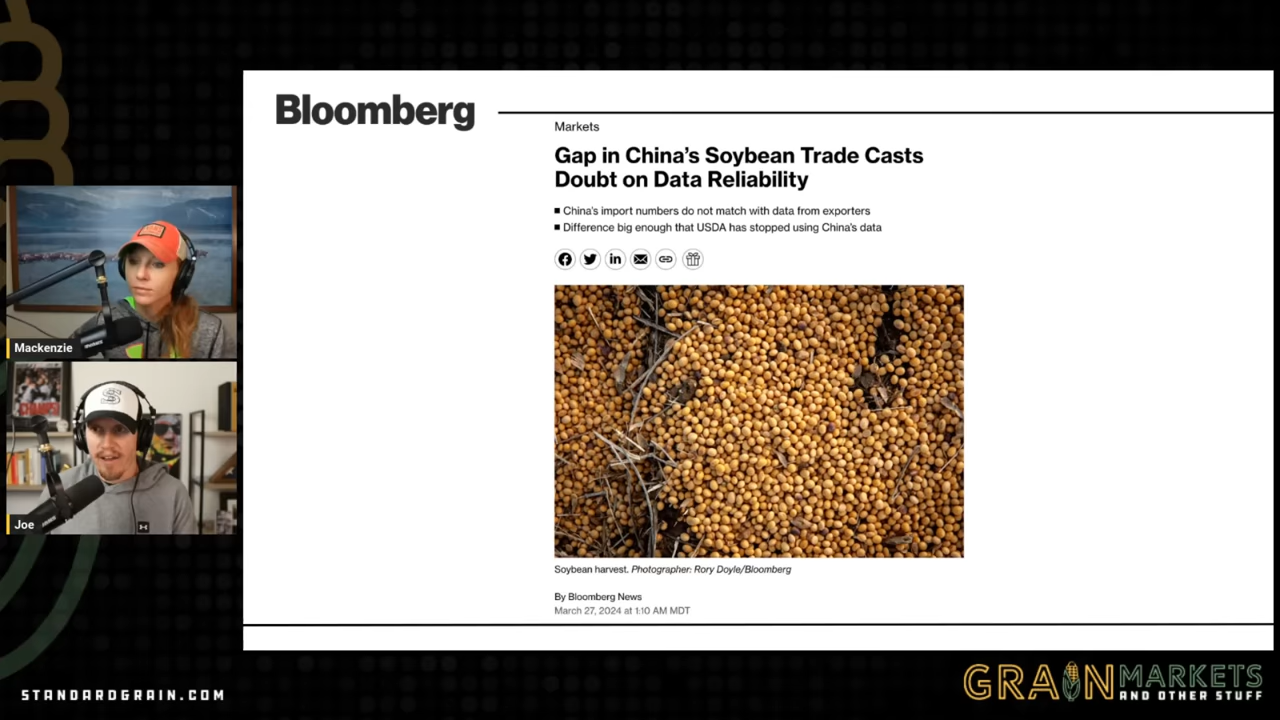 Bloomberg
Markets
Gap in China's Soybean Trade Casts
Doubt on Data Reliability
■ China's import numbers do not match with data from exporters
■ Difference big enough that USDA has stopped using China's data
in
Soybean harvest. Photographer: Rory Doyle/Bloomberg
By Bloomberg News
March 27, 2024 at 1:10 AM MDT
Mackenzie
Joe
STANDARDGRAIN.COM
GRAIN MARKETS
AND OTHER STUFF